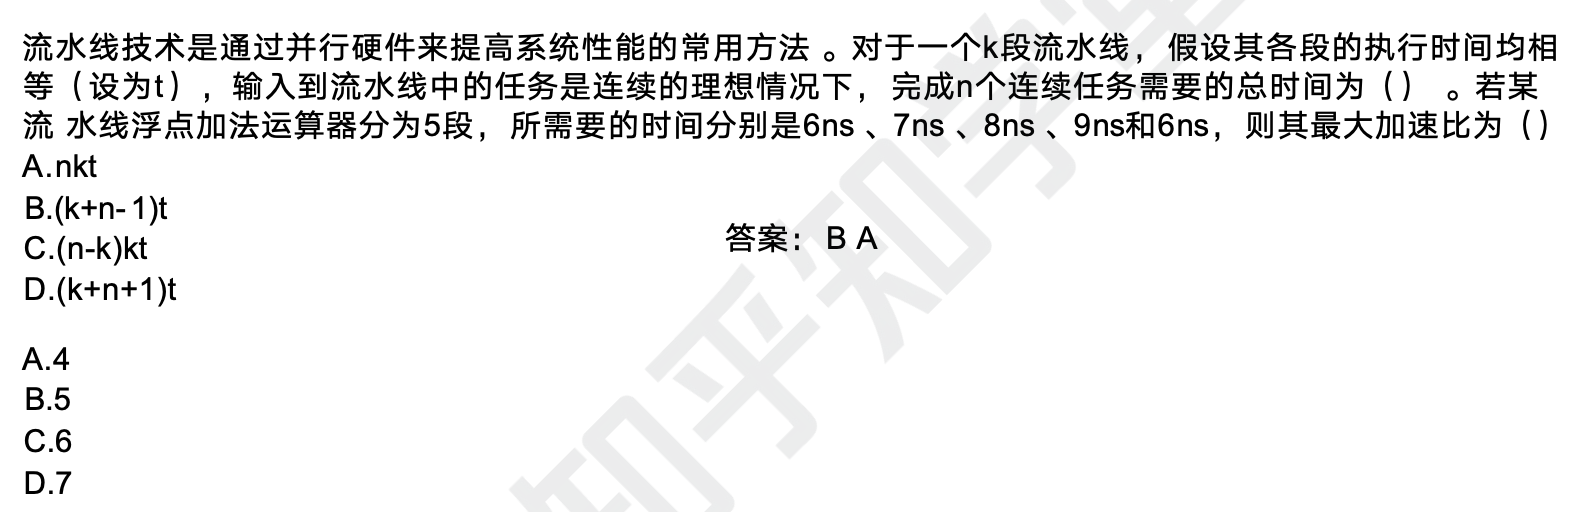 流水线技术是通过并行硬件来提高系统性能的常用方法 。对于一个k段流水线，假设其各段的执行时间均相
等（设为t），输入到流水线中的任务是连续的理想情况下，完成n个连续任务需要的总时间为（） 。若某
流 水线浮点加法运算器分为5段，所需要的时间分别是6ns 、7ns 、8ns 、9ns和6ns，则其最大加速比为（）
A.nkt
B.(k+n- 1)t
C.(n-k)kt
D.(k+n+1)t
答案： B A
A.4
B.5
C.6
D.7
知乎知学堂